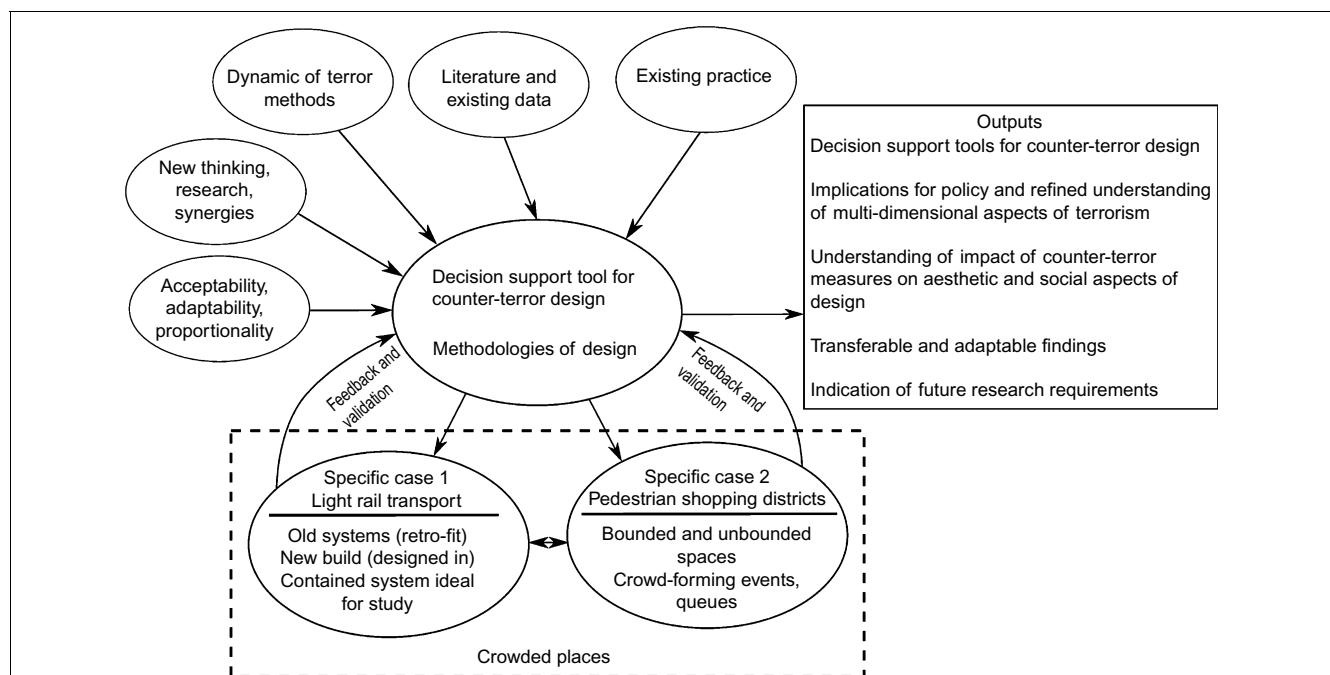 Dynamic of terror
methods
Literature and
existing data
Existing practice
New thinking,
research,
synergies
Acceptability,
adaptability,
proportionality
Decision support tool for
counter-terror design
Methodologies of design
Outputs
Decision support tools for counter-terror design
Implications for policy and refined understanding
of multi-dimensional aspects of terrorism
Understanding of impact of counter-terror
measures on aesthetic and social aspects of
design
Transferable and adaptable findings
Indication of future research requirements
Feedback and
validation
Feedback and
validation
Specific case 1
Light rail transport
Old systems (retro-fit)
New build (designed in)
Contained system ideal
for study
Specific case 2
Pedestrian shopping districts
Bounded and unbounded
spaces
Crowd-forming events,
queues
Crowded places